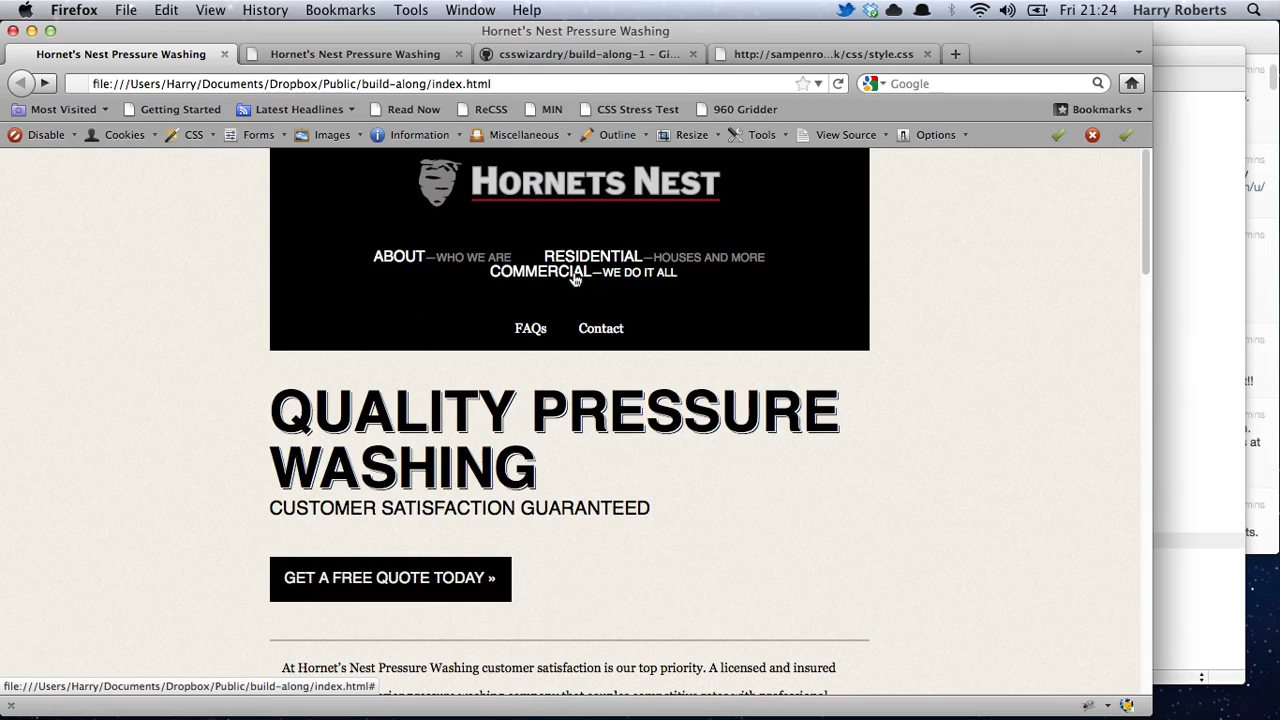 Firefox File Edit View History Bookmarks Tools Window Help Fri 21:24 Harry Roberts
Hornet's Nest Pressure Washing
Hornet's Nest Pressure Washing Hornet's Nest Pressure Washing csswizardry/build-along-1 – Gi... http://sampenro...k/css/style.css
file:///Users/Harry/Documents/Dropbox/Public/build-along/index.html Google
Most Visited Getting Started Latest Headlines Read Now ReCSS MIN CSS Stress Test 960 Gridder Bookmarks
Disable Cookies CSS Forms Images Information Miscellaneous Outline Resize Tools View Source Options
HORNETS NEST
ABOUT—WHO WE ARE RESIDENTIAL—HOUSES AND MORE
COMMERCIAL—WE DO IT ALL
FAQs Contact
QUALITY PRESSURE
WASHING
CUSTOMER SATISFACTION GUARANTEED
GET A FREE QUOTE TODAY »
At Hornet's Nest Pressure Washing customer satisfaction is our top priority. A licensed and insured
file:///Users/Harry/Documents/Dropbox/Public/build-along/index.html#